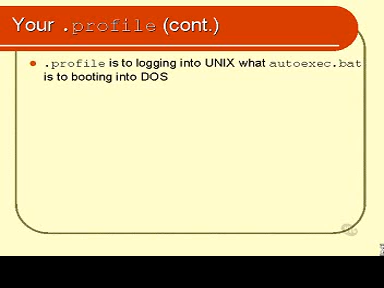 Your .profile (cont.)
.profile is to logging into UNIX what autoexec.bat
is to booting into DOS